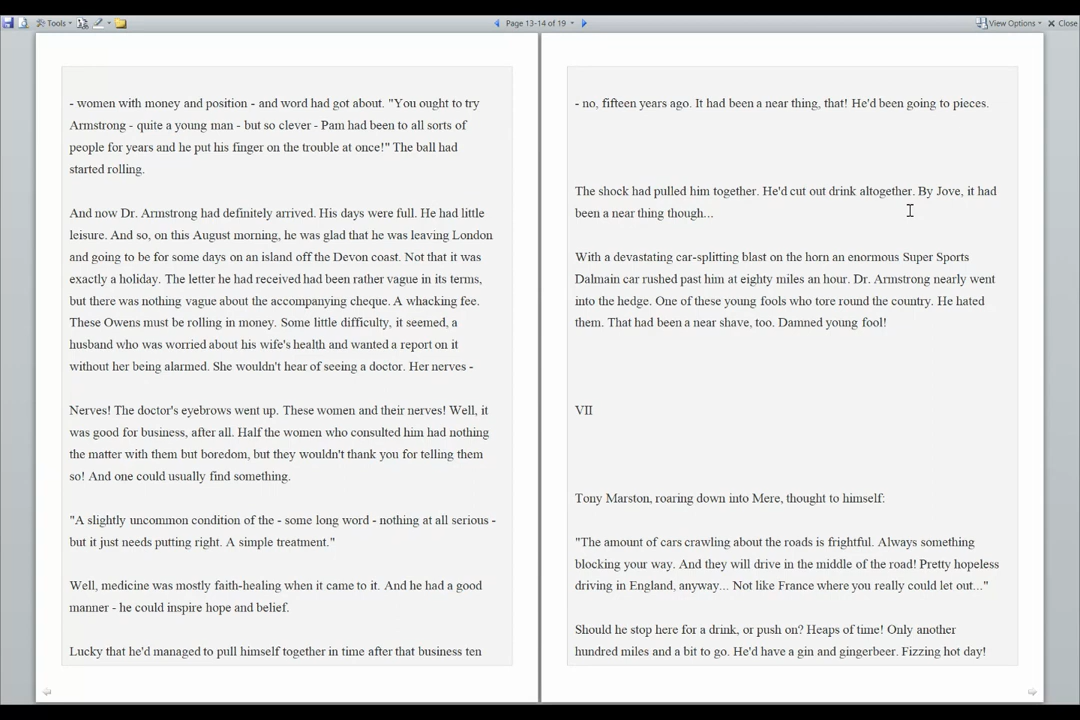 Tools
Page 13-14 of 19
View Options
Close
- women with money and position - and word had got about. "You ought to try
Armstrong - quite a young man - but so clever - Pam had been to all sorts of
people for years and he put his finger on the trouble at once!" The ball had
started rolling.
And now Dr. Armstrong had definitely arrived. His days were full. He had little
leisure. And so, on this August morning, he was glad that he was leaving London
and going to be for some days on an island off the Devon coast. Not that it was
exactly a holiday. The letter he had received had been rather vague in its terms,
but there was nothing vague about the accompanying cheque. A whacking fee.
These Owens must be rolling in money. Some little difficulty, it seemed, a
husband who was worried about his wife's health and wanted a report on it
without her being alarmed. She wouldn't hear of seeing a doctor. Her nerves -
Nerves! The doctor's eyebrows went up. These women and their nerves! Well, it
was good for business, after all. Half the women who consulted him had nothing
the matter with them but boredom, but they wouldn't thank you for telling them
so! And one could usually find something.
"A slightly uncommon condition of the - some long word - nothing at all serious -
but it just needs putting right. A simple treatment."
Well, medicine was mostly faith-healing when it came to it. And he had a good
manner - he could inspire hope and belief.
Lucky that he'd managed to pull himself together in time after that business ten
- no, fifteen years ago. It had been a near thing, that! He'd been going to pieces.
The shock had pulled him together. He'd cut out drink altogether. By Jove, it had
been a near thing though...
With a devastating car-splitting blast on the horn an enormous Super Sports
Dalmain car rushed past him at eighty miles an hour. Dr. Armstrong nearly went
into the hedge. One of these young fools who tore round the country. He hated
them. That had been a near shave, too. Damned young fool!
VII
Tony Marston, roaring down into Mere, thought to himself:
"The amount of cars crawling about the roads is frightful. Always something
blocking your way. And they will drive in the middle of the road! Pretty hopeless
driving in England, anyway... Not like France where you really could let out..."
Should he stop here for a drink, or push on? Heaps of time! Only another
hundred miles and a bit to go. He'd have a gin and gingerbeer. Fizzing hot day!